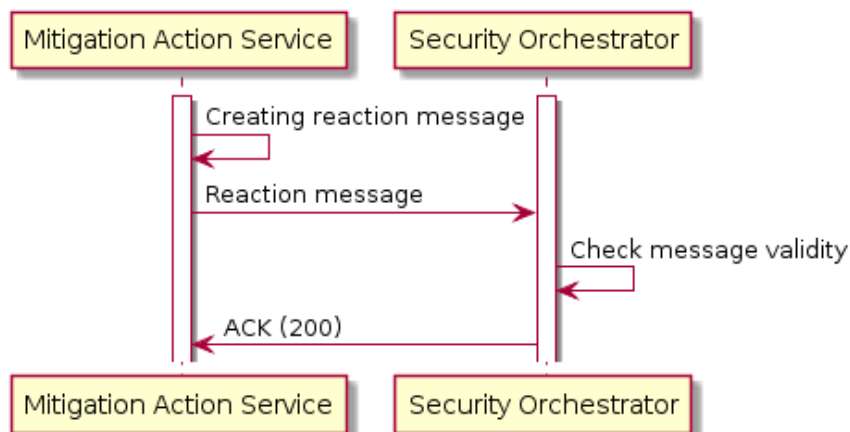 Mitigation Action Service
Security Orchestrator
Creating reaction message
Reaction message
Check message validity
ACK (200)
Mitigation Action Service
Security Orchestrator